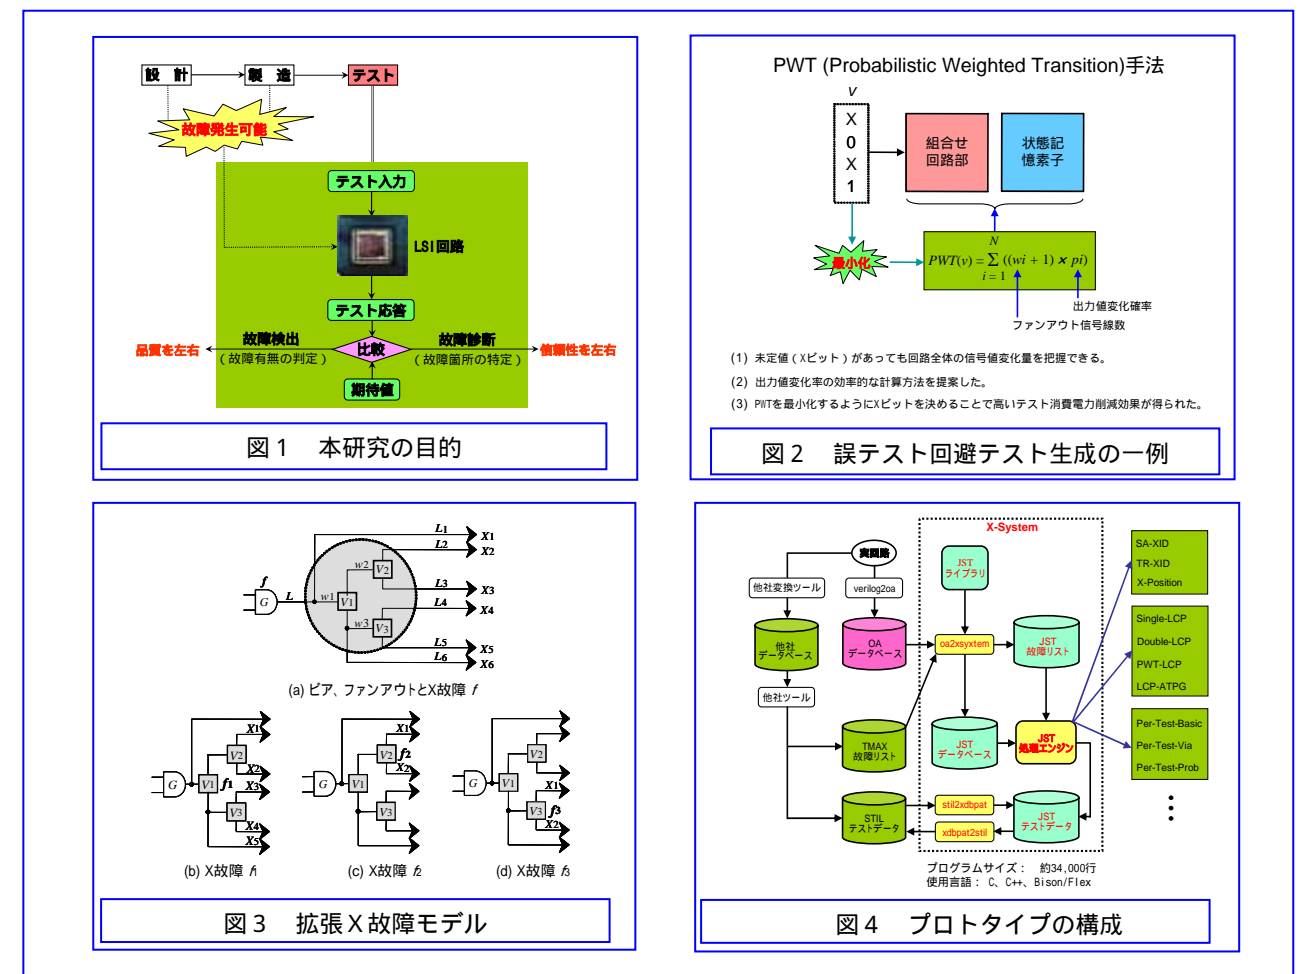 設 計
製 造
テスト
故障発生可能
テスト入力
LSI回路
テスト応答
故障検出
(故障有無の判定)
品質を左右
比較
故障診断
(故障箇所の特定)
信頼性を左右
期待値
図1 本研究の目的
PWT (Probabilistic Weighted Transition)手法
V
X
0
X
1
組合せ
回路部
状態記
憶素子
最小化
PWT(v) = N Σ i = 1 ((wi + 1) × pi)
出力値変化確率
ファンアウト信号線数
(1) 未定値(Xビット)があっても回路全体の信号値変化量を把握できる。
(2) 出力値変化率の効率的な計算方法を提案した。
(3) PWTを最小化するようにXビットを決めることで高いテスト消費電力削減効果が得られた。
図2 誤テスト回避テスト生成の一例
f
G
L
w1
V1
w2
V2
w3
V3
L1
X1
L2
X2
L3
X3
L4
X4
L5
X5
L6
X6
(a) ビア、ファンアウトとX故障 f
G
V1
f1
V2
V3
X1
X2
X3
X4
X5
(b) X故障 f1
G
V1
V2
f2
V3
X1
X2
(c) X故障 f2
G
V1
V2
V3
f3
X1
X2
(d) X故障 f3
図3 拡張X故障モデル
X-System
実回路
他社変換ツール
verilog2oa
JST
ライブラリ
他社
データベース
OA
データベース
oa2xsyxtem
JST
故障リスト
他社ツール
TMAX
故障リスト
JST
データベース
JST
処理エンジン
STIL
テストデータ
stil2xdbpat
xdbpat2stil
JST
テストデータ
SA-XID
TR-XID
X-Position
Single-LCP
Double-LCP
PWT-LCP
LCP-ATPG
Per-Test-Basic
Per-Test-Via
Per-Test-Prob
プログラムサイズ: 約34,000行
使用言語: C、C++、Bison/Flex
図4 プロトタイプの構成